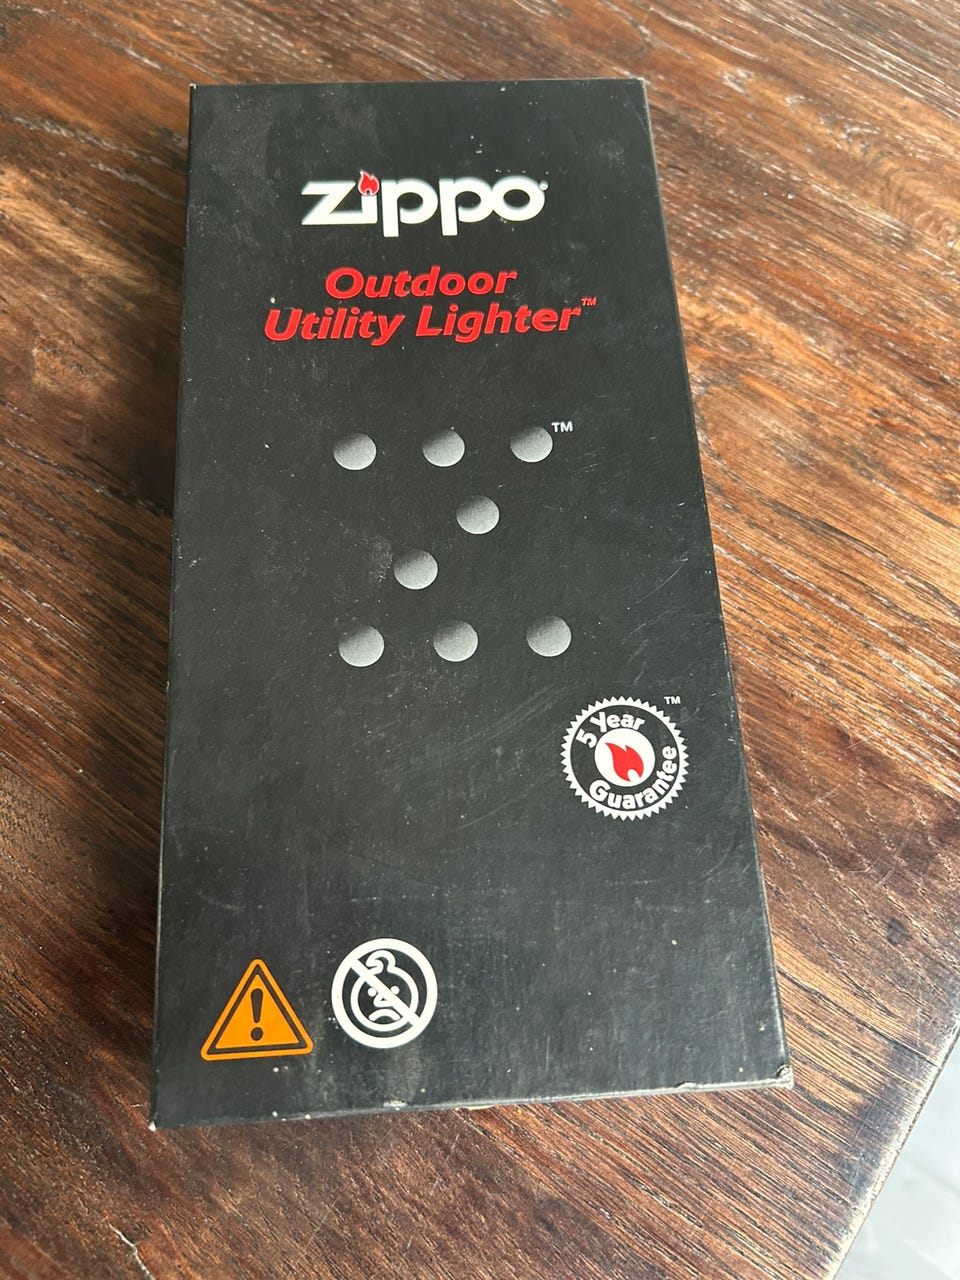 zippo
Outdoor
Utility Lighter™
™
™
5 Year
Guarantee